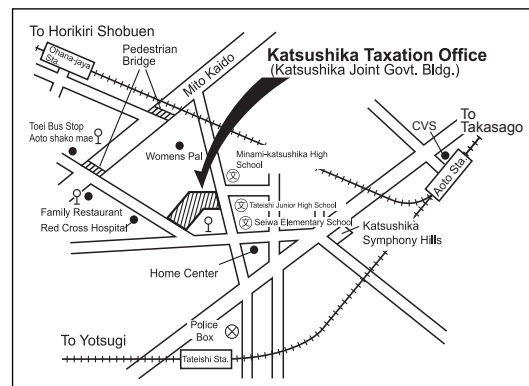 To Horikiri Shobuen
Ohana-jaya
Sta.
Pedestrian
Bridge
Mito Kaido
Katsushika Taxation Office
(Katsushika Joint Govt. Bldg.)
To
Takasago
CVS
Aoto Sta.
Toei Bus Stop
Aoto shako mae
Womens Pal
Minami-katsushika High
School
文
Tateishi Junior High School
文
Seiwa Elementary School
文
Family Restaurant
Red Cross Hospital
Katsushika
Symphony Hills
Home Center
Police
Box
To Yotsugi
Tateishi Sta.